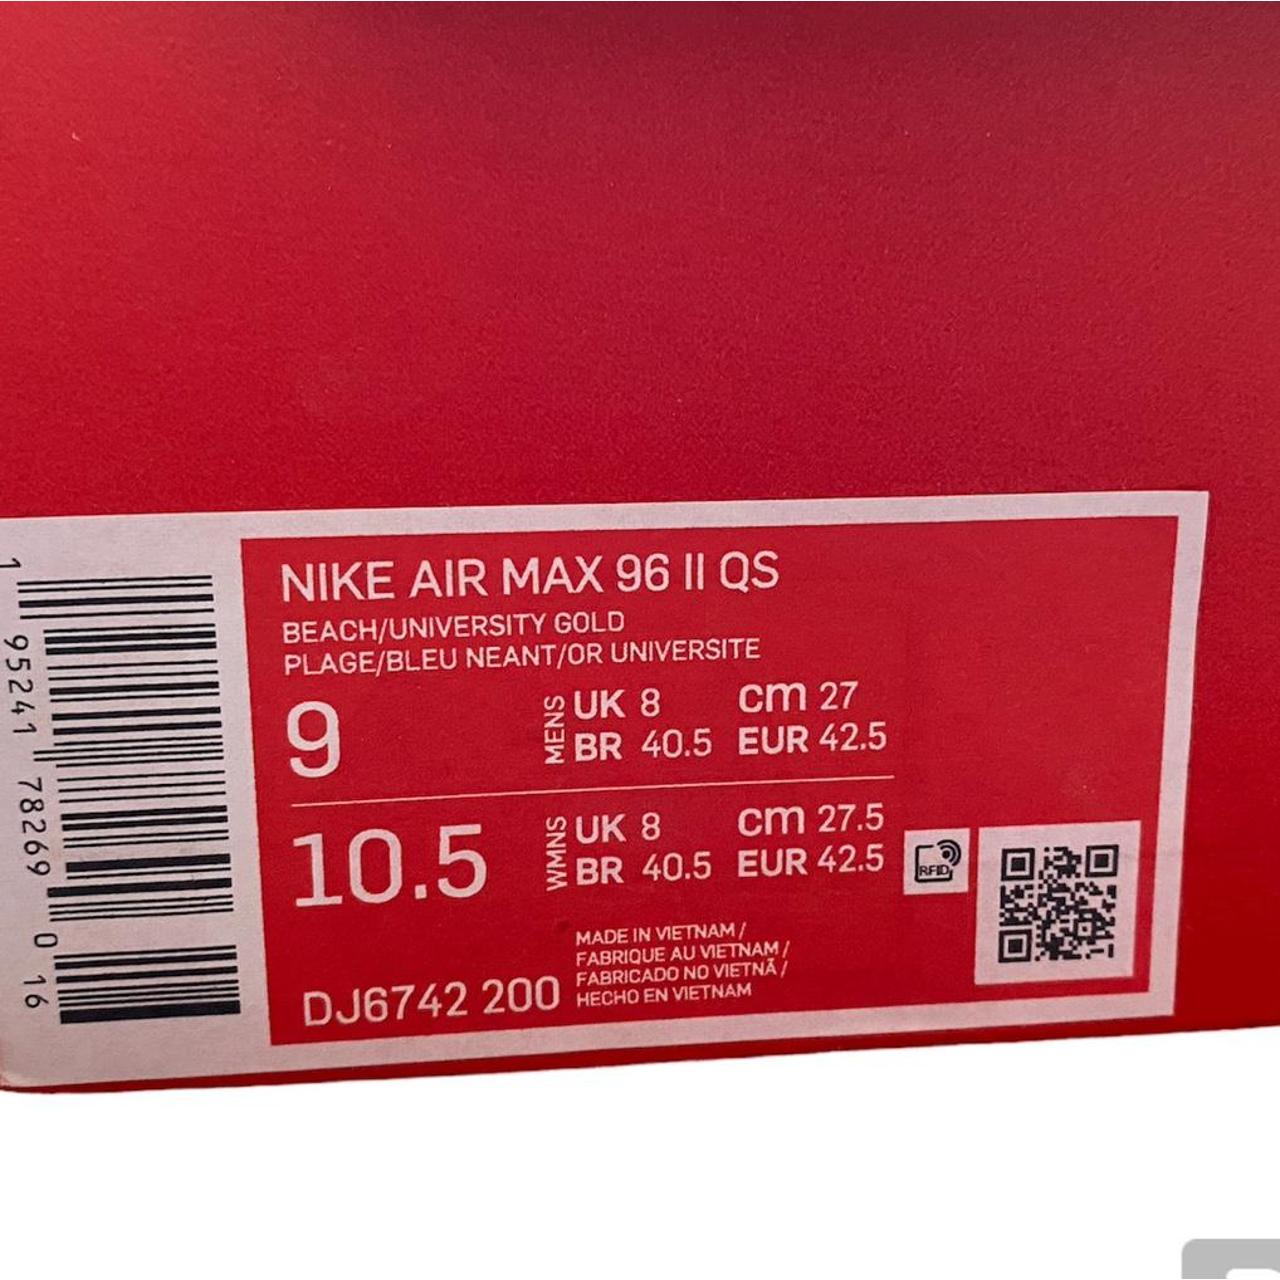 NIKE AIR MAX 96 II QS
BEACH/UNIVERSITY GOLD
PLAGE/BLEU NEANT/OR UNIVERSITE
9
MENS
UK 8 cm 27
BR 40.5 EUR 42.5
10.5
WMNS
UK 8 cm 27.5
BR 40.5 EUR 42.5
RFID
MADE IN VIETNAM /
FABRIQUE AU VIETNAM /
FABRICADO NO VIETNÃ /
HECHO EN VIETNAM
DJ6742 200
1 95241 78269 0 16